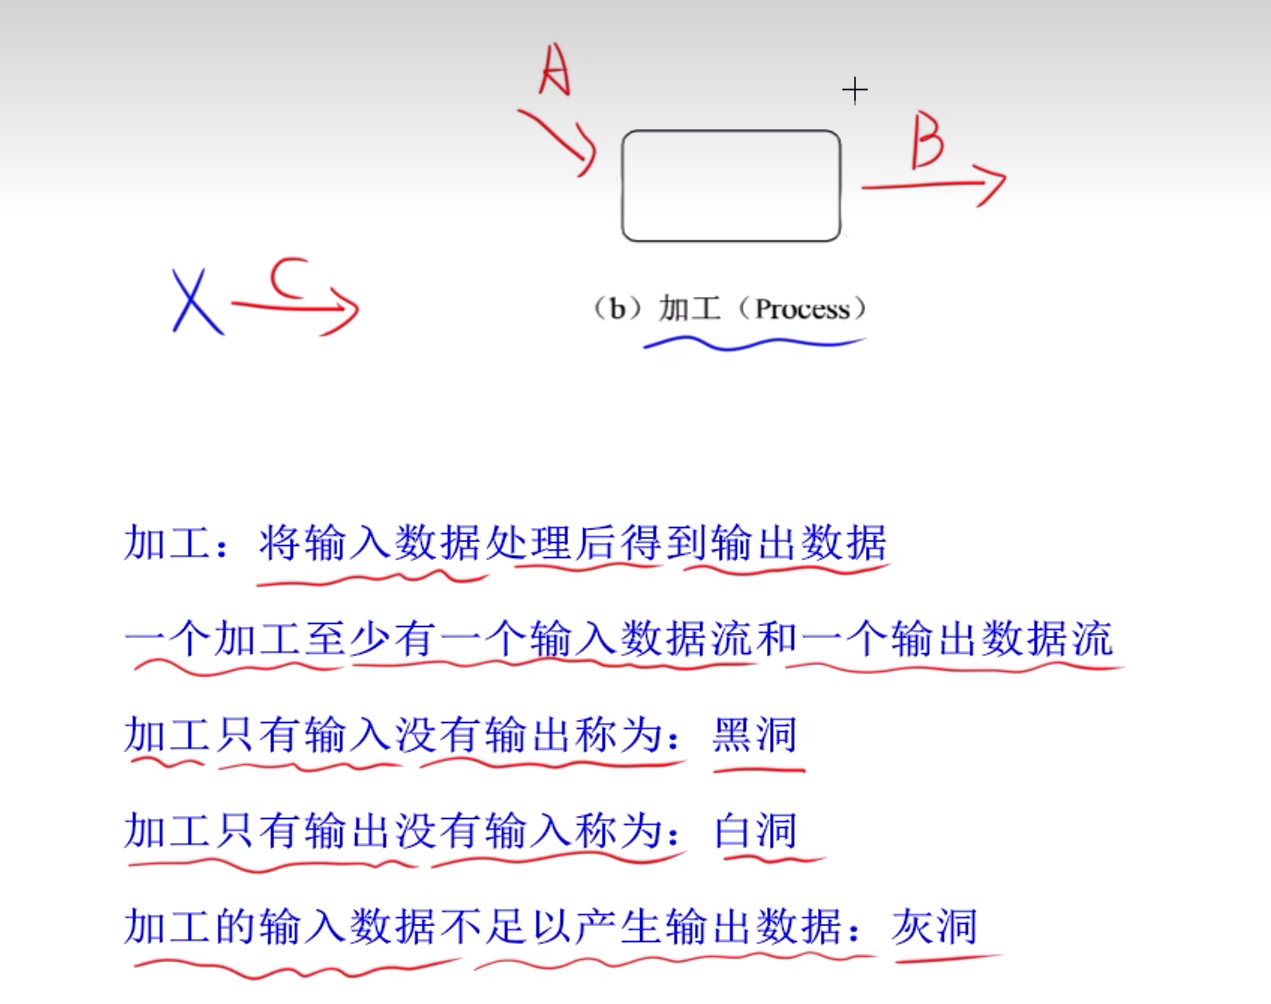 A
B
X C
（b）加工（Process）
加工：将输入数据处理后得到输出数据
一个加工至少有一个输入数据流和一个输出数据流
加工只有输入没有输出称为：黑洞
加工只有输出没有输入称为：白洞
加工的输入数据不足以产生输出数据：灰洞